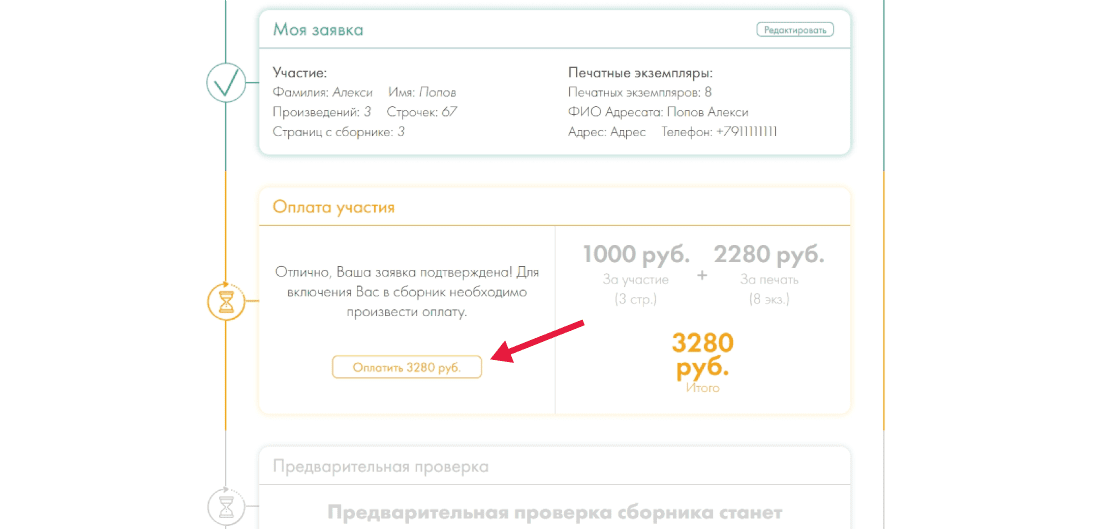 Моя заявка
Редактировать
Участие:
Фамилия: Алекси Имя: Попов
Произведений: 3 Строчек: 67
Страниц с сборнике: 3
Печатные экземпляры:
Печатных экземпляров: 8
ФИО Адресата: Попов Алекси
Адрес: Адрес Телефон: +7911111111
Оплата участия
Отлично, Ваша заявка подтверждена! Для
включения Вас в сборник необходимо
произвести оплату.
Оплатить 3280 руб.
1000 руб. + 2280 руб.
За участие За печать
(3 стр.) (8 экз.)
3280
руб.
Итого
Предварительная проверка
Предварительная проверка сборника станет